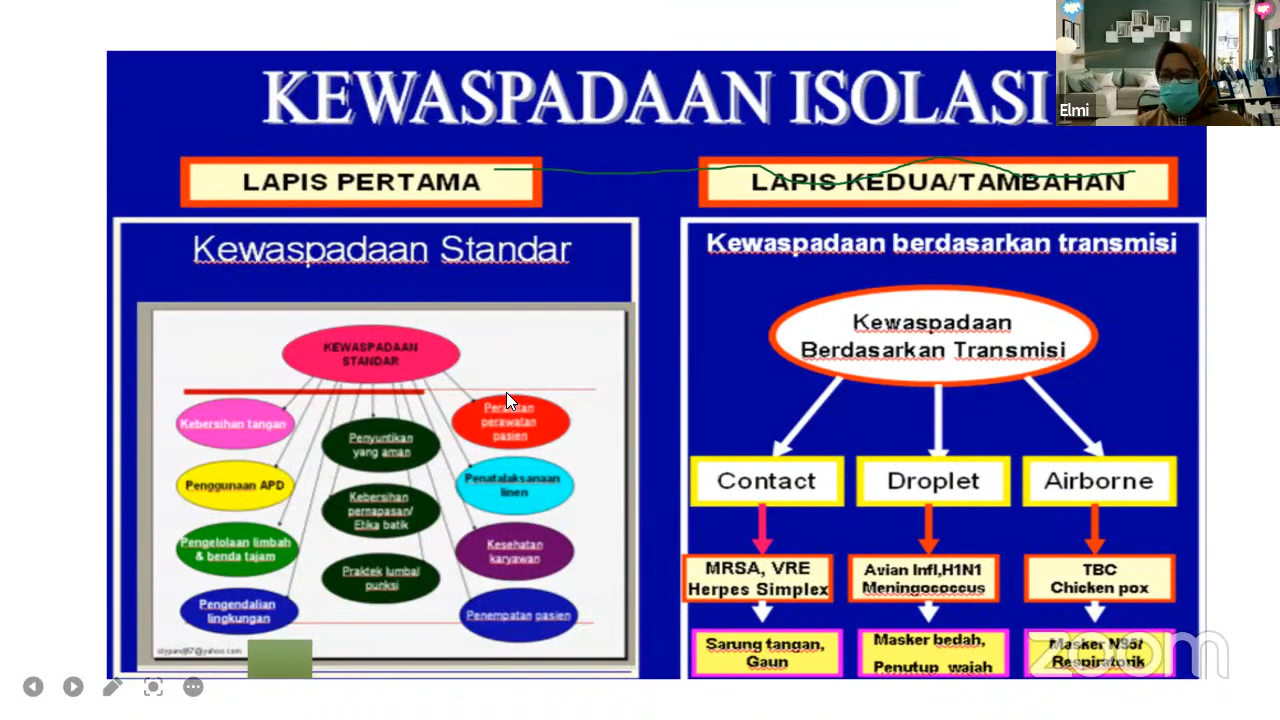 KEWASPADAAN ISOLASI
Elmi
LAPIS PERTAMA
LAPIS KEDUA/TAMBAHAN
Kewaspadaan Standar
KEWASPADAAN
STANDAR
Kebersihan tangan
Penggunaan APD
Pengelolaan limbah
& benda tajam
Pengendalian
lingkungan
Penyuntikan
yang aman
Kebersihan
pernapasan/
Etika batik
Praktek lumbal
punksi
perawatan
pasien
Penatalaksanaan
linen
Kesehatan
karyawan
Penempatan pasien
Kewaspadaan berdasarkan transmisi
Kewaspadaan
Berdasarkan Transmisi
Contact
Droplet
Airborne
MRSA, VRE
Herpes Simplex
Avian Infl,H1N1
Meningococcus
TBC
Chicken pox
Sarung tangan,
Gaun
Masker bedah,
Penutup wajah
Masker N95/
Respiratorik
zoom